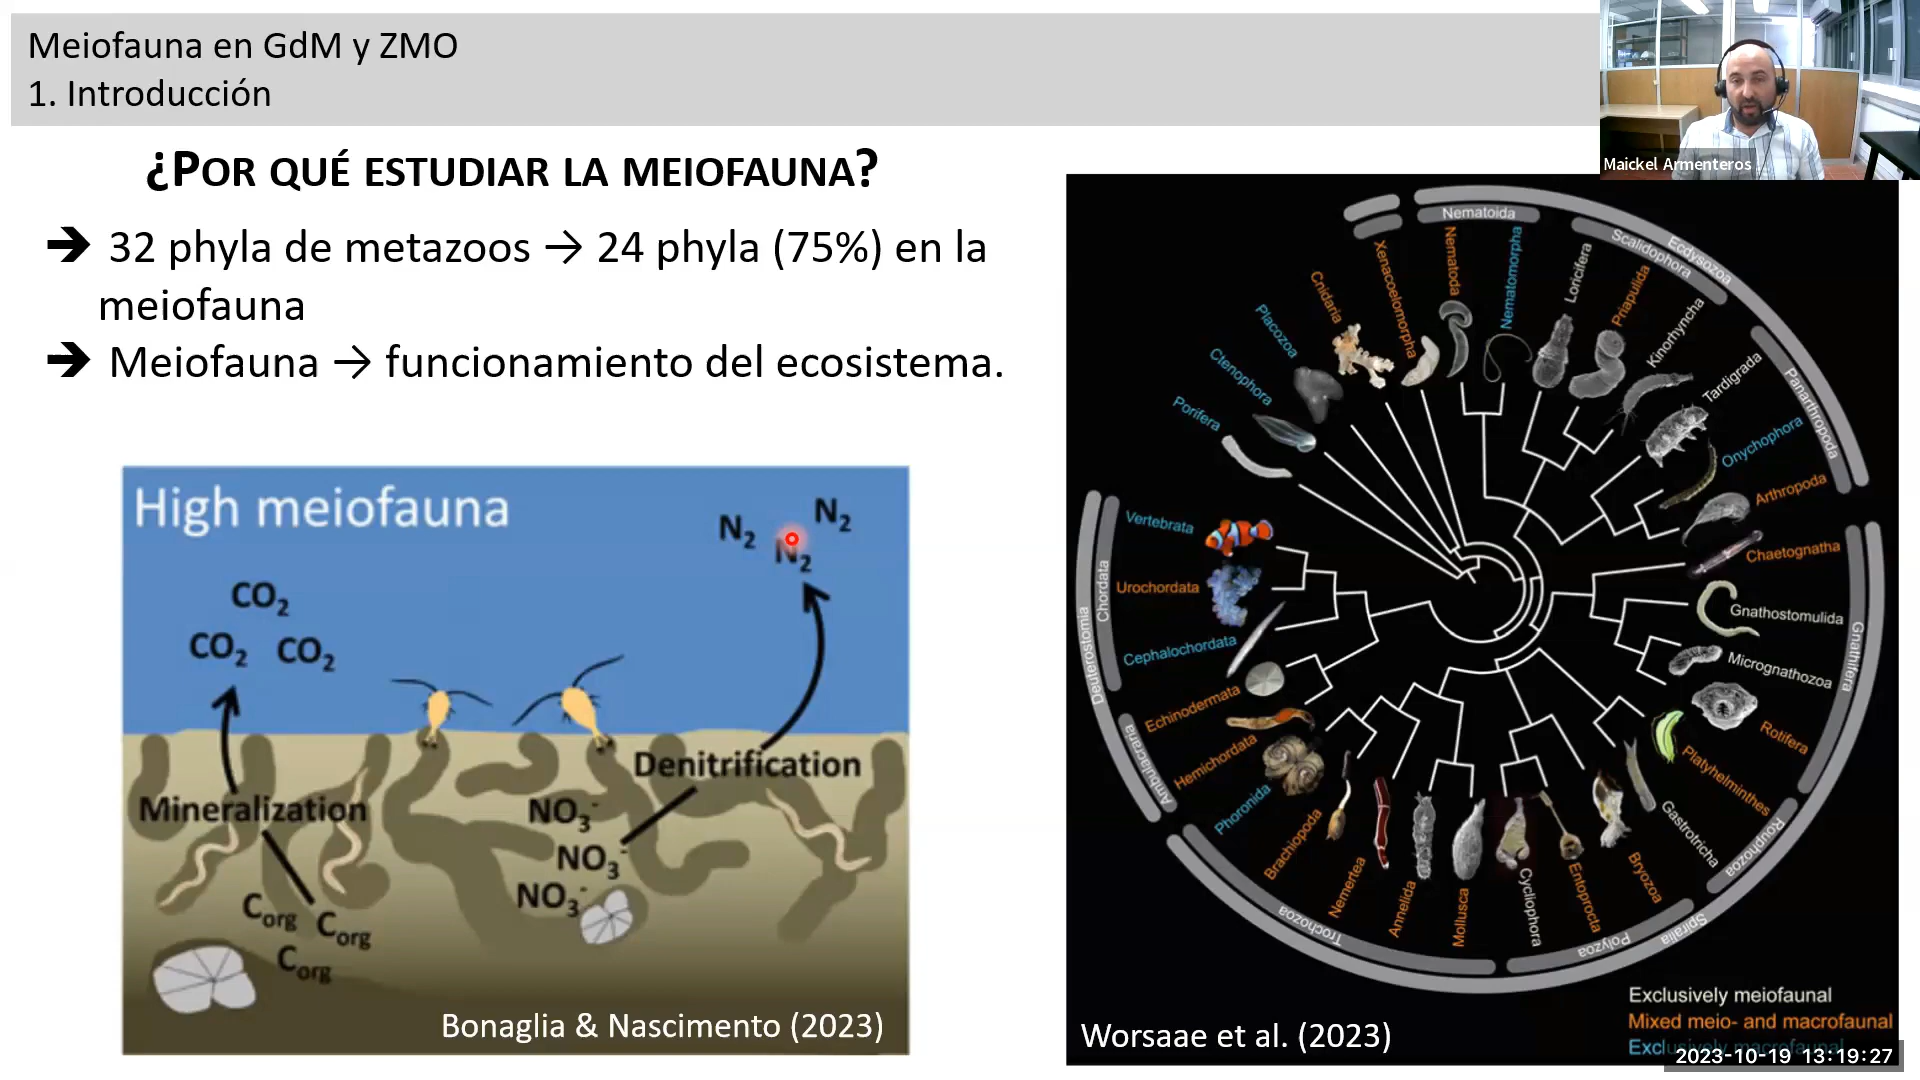 Meiofauna en GdM y ZMO
1. Introducción
Maickel Armenteros
¿POR QUÉ ESTUDIAR LA MEIOFAUNA?
➔ 32 phyla de metazoos → 24 phyla (75%) en la
meiofauna
➔ Meiofauna → funcionamiento del ecosistema.
High meiofauna
N2
N2
N2
CO2
CO2 CO2
Denitrification
Mineralization
NO3-
NO3-
NO3-
Corg
Corg
Corg
Bonaglia & Nascimento (2023)
Porifera
Ctenophora
Placozoa
Cnidaria
Xenacoelomorpha
Nematoda
Nematomorpha
Loricifera
Priapulida
Kinorhyncha
Tardigrada
Onychophora
Arthropoda
Chaetognatha
Gnathostomulida
Micrognathozoa
Rotifera
Platyhelminthes
Gastrotricha
Bryozoa
Entoprocta
Cycliophora
Mollusca
Annelida
Nemertea
Brachiopoda
Phoronida
Hemichordata
Echinodermata
Cephalochordata
Urochordata
Vertebrata
Nematoida
Scalidophora
Ecdysozoa
Panarthropoda
Gnathifera
Rouphozoa
Spiralia
Polyzoa
Trochozoa
Ambulacraria
Deuterostomia
Chordata
Worsaae et al. (2023)
Exclusively meiofaunal
Mixed meio- and macrofaunal
Exclusively macrofaunal
2023-10-19 13:19:27